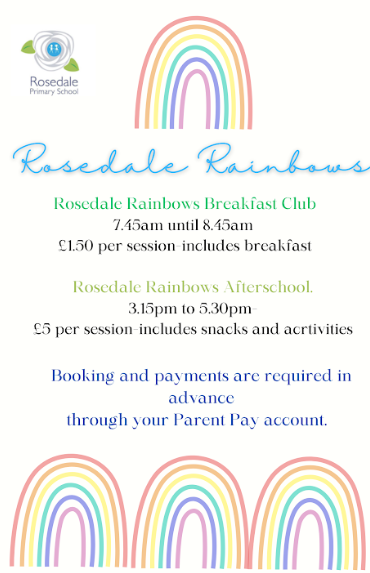 Rosedale
Primary School
Rosedale Rainbows
Rosedale Rainbows Breakfast Club
7.45am until 8.45am
£1.50 per session-includes breakfast
Rosedale Rainbows Afterschool.
3.15pm to 5.30pm-
£5 per session-includes snacks and acrtivities
Booking and payments are required in
advance
through your Parent Pay account.